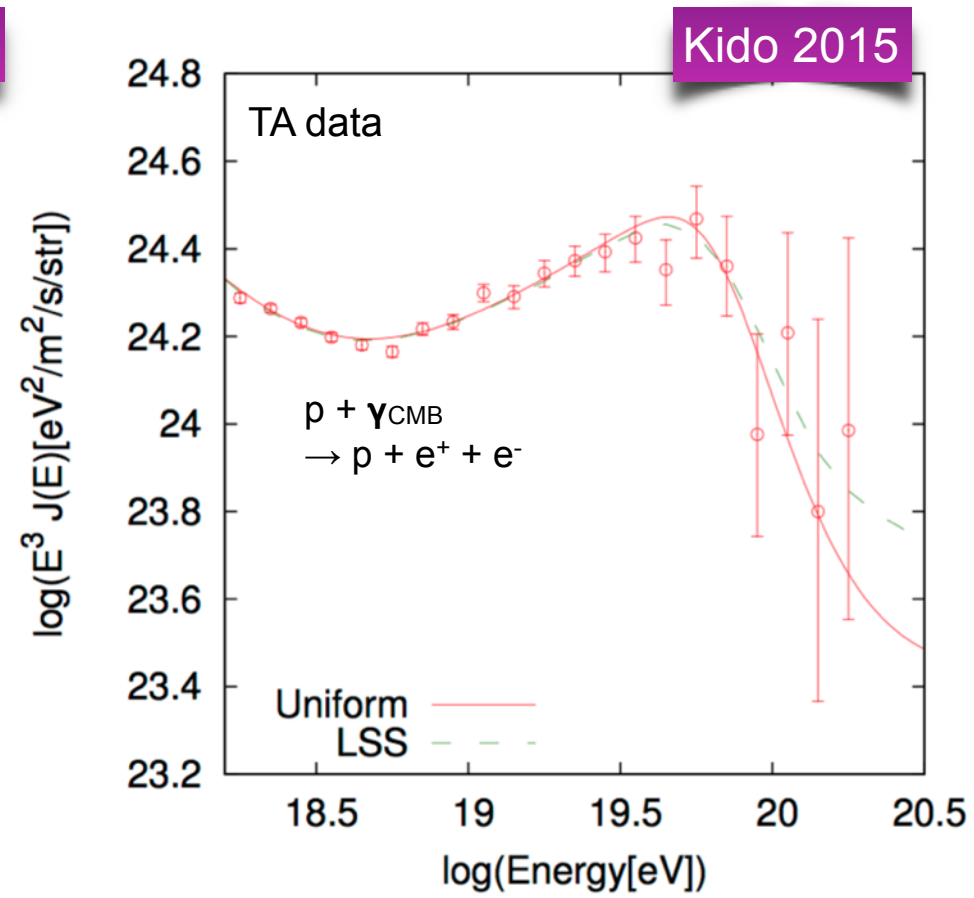 Kido 2015
TA data
log(E³ J(E)[eV²/m²/s/str])
24.8
24.6
24.4
24.2
24
23.8
23.6
23.4
23.2
p + γCMB
→ p + e⁺ + e⁻
Uniform
LSS
18.5 19 19.5 20 20.5
log(Energy[eV])